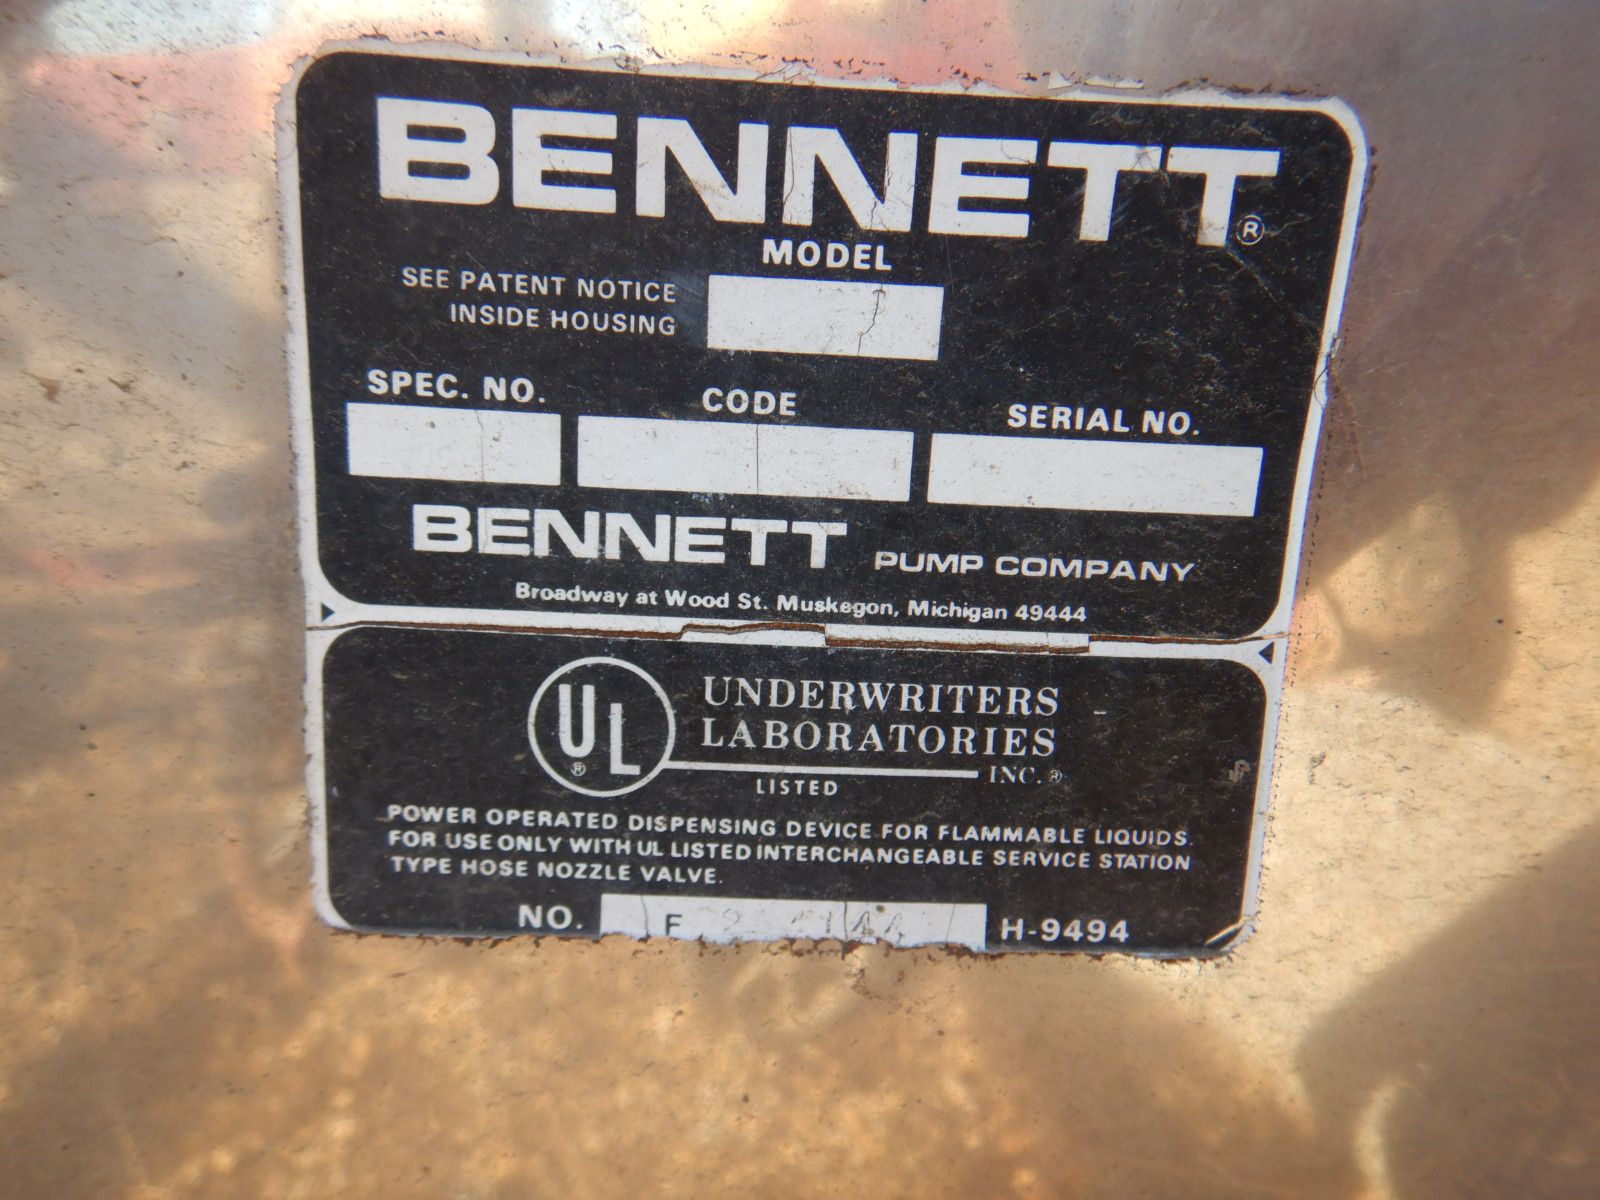 BENNETT®
MODEL
SEE PATENT NOTICE
INSIDE HOUSING
SPEC. NO.
CODE
SERIAL NO.
BENNETT PUMP COMPANY
Broadway at Wood St. Muskegon, Michigan 49444
UL®
UNDERWRITERS
LABORATORIES
INC.®
LISTED
POWER OPERATED DISPENSING DEVICE FOR FLAMMABLE LIQUIDS.
FOR USE ONLY WITH UL LISTED INTERCHANGEABLE SERVICE STATION
TYPE HOSE NOZZLE VALVE.
NO. F H-9494